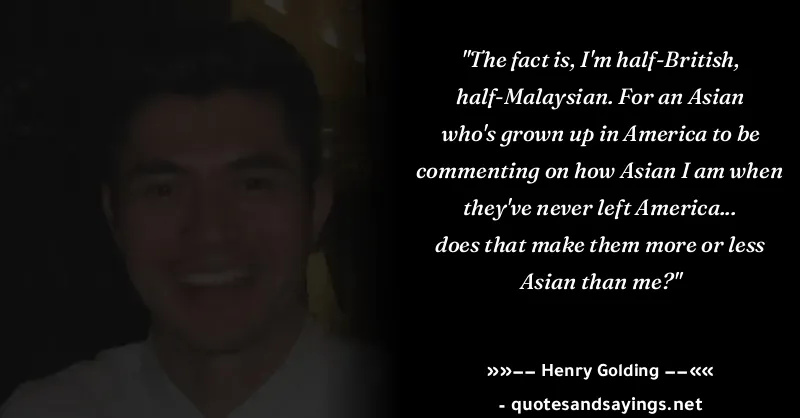 "The fact is, I'm half-British,
half-Malaysian. For an Asian
who's grown up in America to be
commenting on how Asian I am when
they've never left America...
does that make them more or less
Asian than me?"
»»−− Henry Golding −−««
- quotesandsayings.net